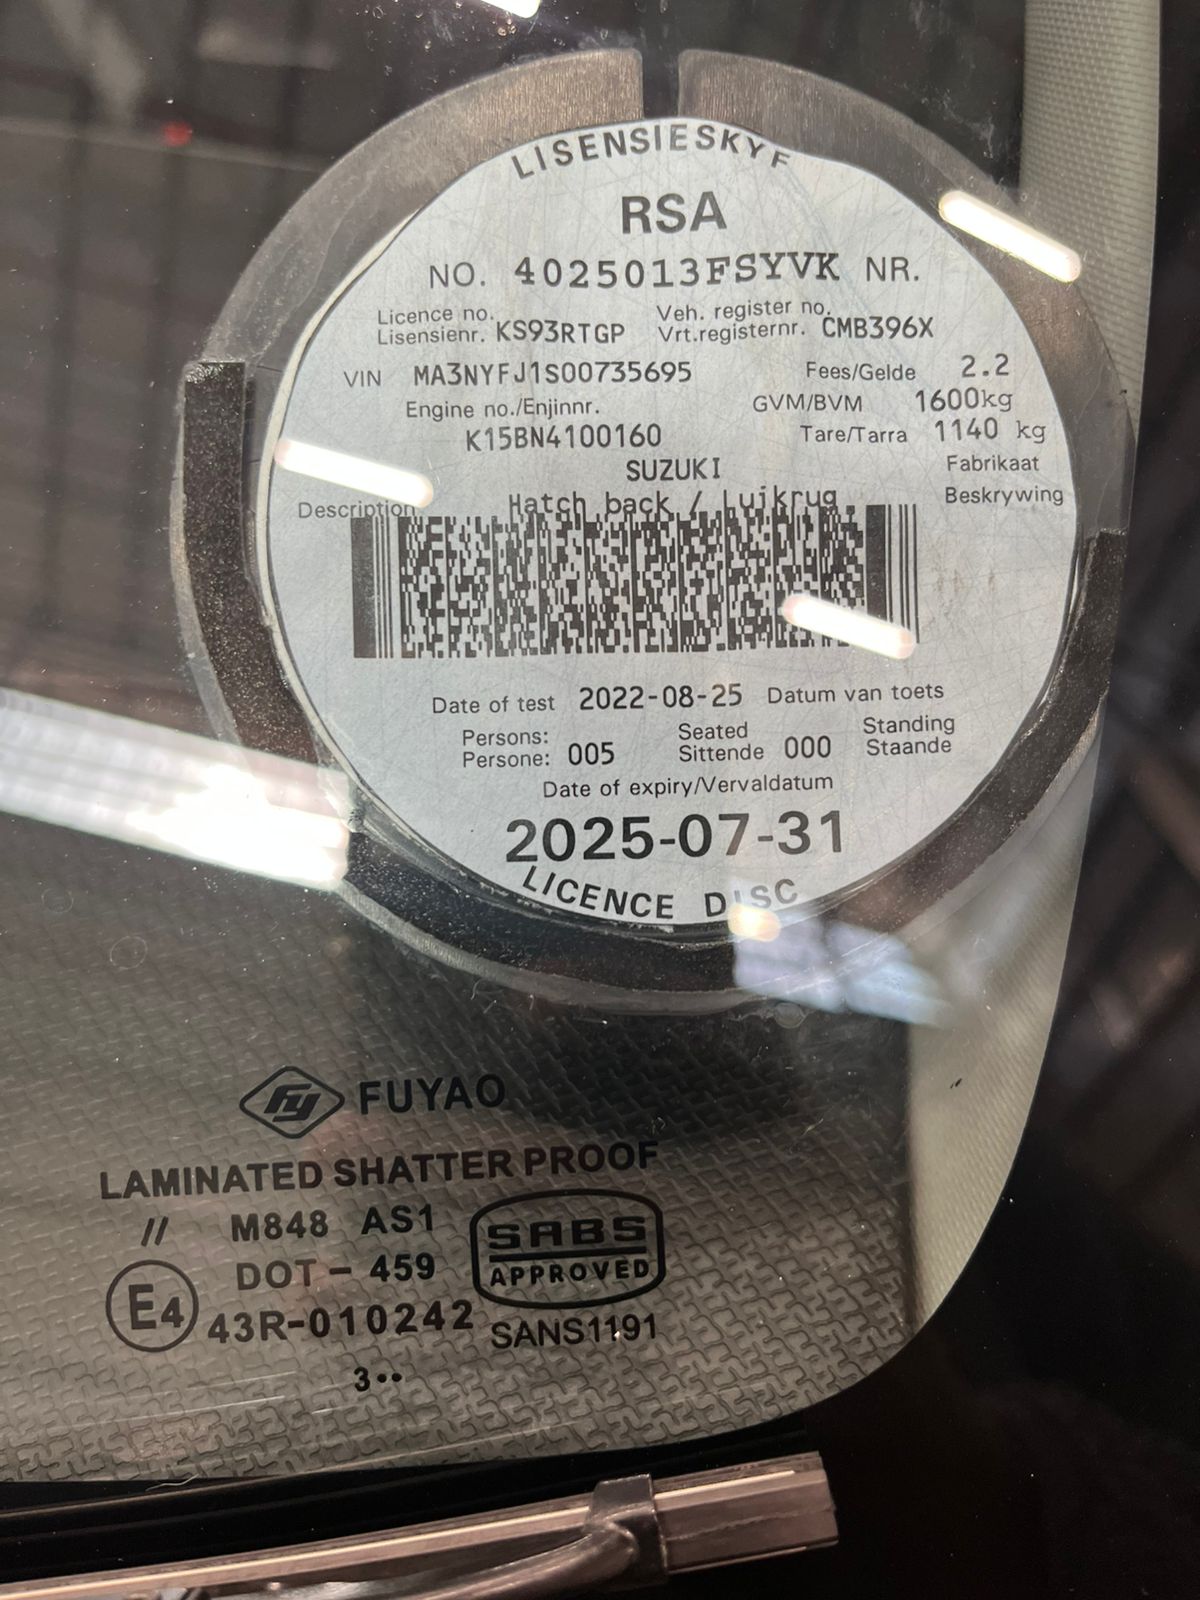 LISENSIESKYF
RSA
NO. 4025013FSYVK NR.
Licence no. Veh. register no.
Lisensienr. KS93RTGP Vrt.registernr. CMB396X
VIN MA3NYFJ1S00735695 Fees/Gelde 2.2
Engine no./Enjinnr. GVM/BVM 1600kg
K15BN4100160 Tare/Tarra 1140 kg
SUZUKI Fabrikaat
Description Hatch back / Luikrug Beskrywing
Date of test 2022-08-25 Datum van toets
Persons: Seated Standing
Persone: 005 Sittende 000 Staande
Date of expiry/Vervaldatum
2025-07-31
LICENCE DISC
FY FUYAO
LAMINATED SHATTER PROOF
// M848 AS1
SABS
DOT - 459
APPROVED
E4 43R-010242 SANS1191
3••